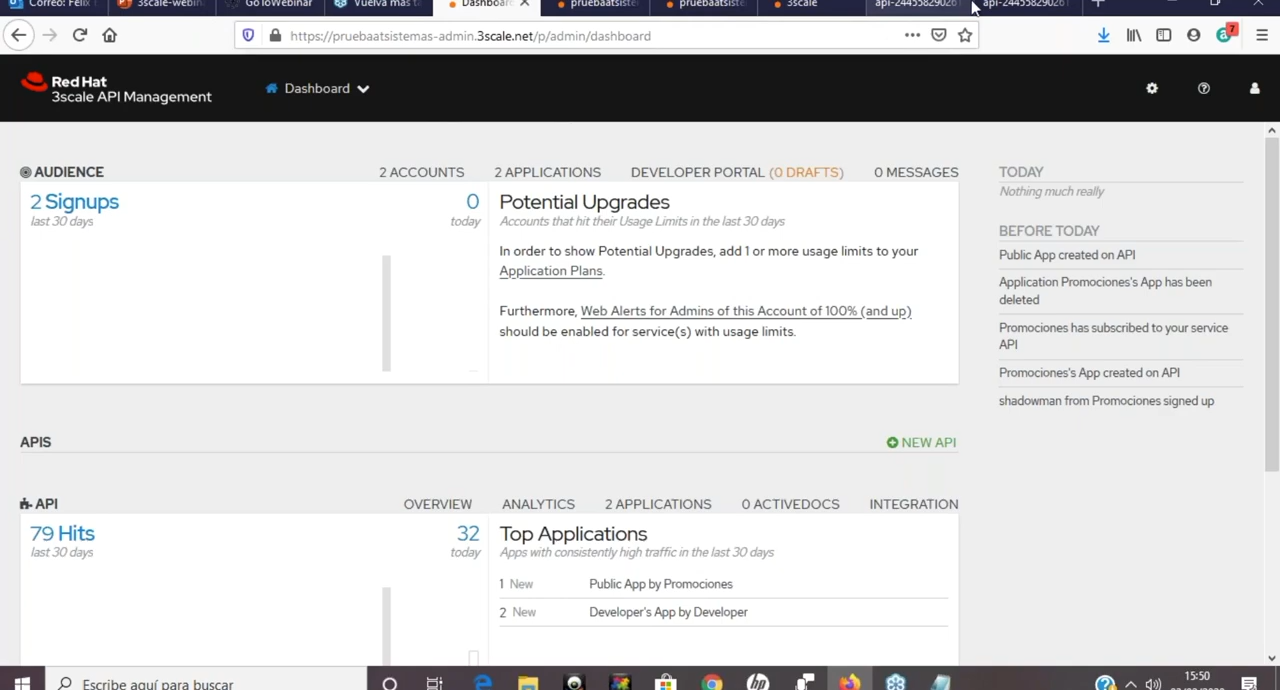 Correo: Félix
3scale-webin
GoToWebinar
Vuelva más ta
Dashboar
pruebaatsiste
pruebaatsiste
3scale
api-24455829026
api-24455829026
https://pruebaatsistemas-admin.3scale.net/p/admin/dashboard
7
Red Hat
3scale API Management
Dashboard
AUDIENCE
2 ACCOUNTS
2 APPLICATIONS
DEVELOPER PORTAL (0 DRAFTS)
0 MESSAGES
2 Signups
last 30 days
0
today
Potential Upgrades
Accounts that hit their Usage Limits in the last 30 days
In order to show Potential Upgrades, add 1 or more usage limits to your
Application Plans.
Furthermore, Web Alerts for Admins of this Account of 100% (and up)
should be enabled for service(s) with usage limits.
TODAY
Nothing much really
BEFORE TODAY
Public App created on API
Application Promociones's App has been
deleted
Promociones has subscribed to your service
API
Promociones's App created on API
shadowman from Promociones signed up
APIS
NEW API
API
OVERVIEW
ANALYTICS
2 APPLICATIONS
0 ACTIVEDOCS
INTEGRATION
79 Hits
last 30 days
32
today
Top Applications
Apps with consistently high traffic in the last 30 days
1 New Public App by Promociones
2 New Developer's App by Developer
Escribe aquí para buscar
15:50